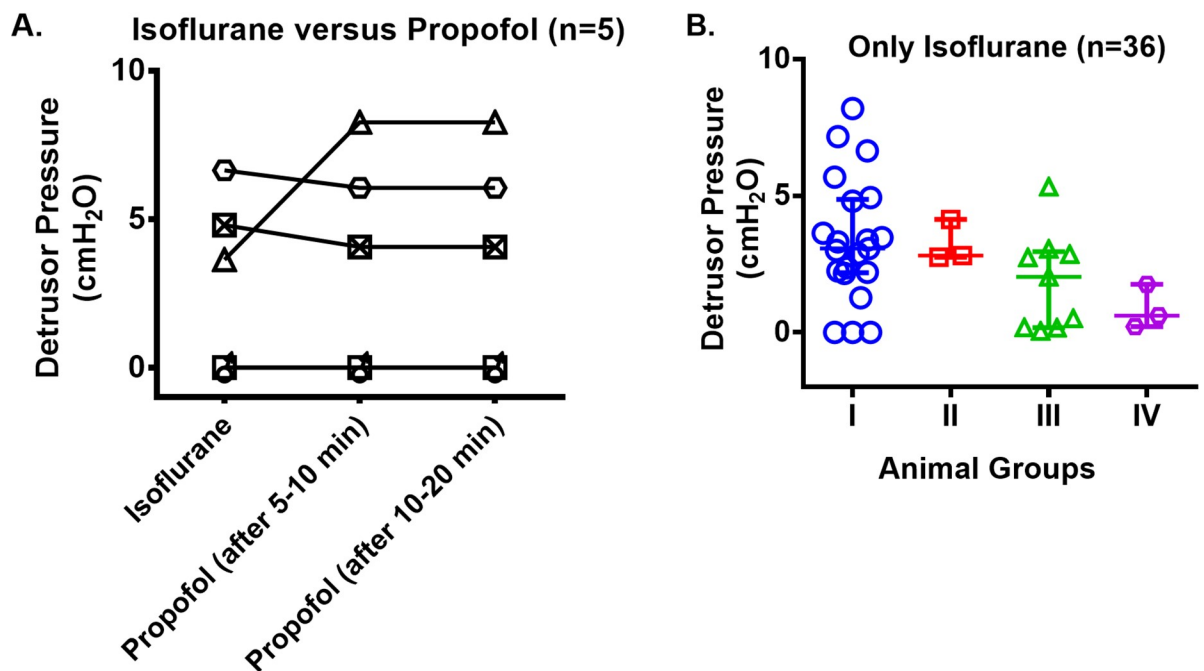 A.
Isoflurane versus Propofol (n=5)
Detrusor Pressure
(cmH₂O)
10
5
0
Isoflurane
Propofol (after 5-10 min)
Propofol (after 10-20 min)
B.
Only Isoflurane (n=36)
Detrusor Pressure
(cmH₂O)
10
5
0
I
II
III
IV
Animal Groups